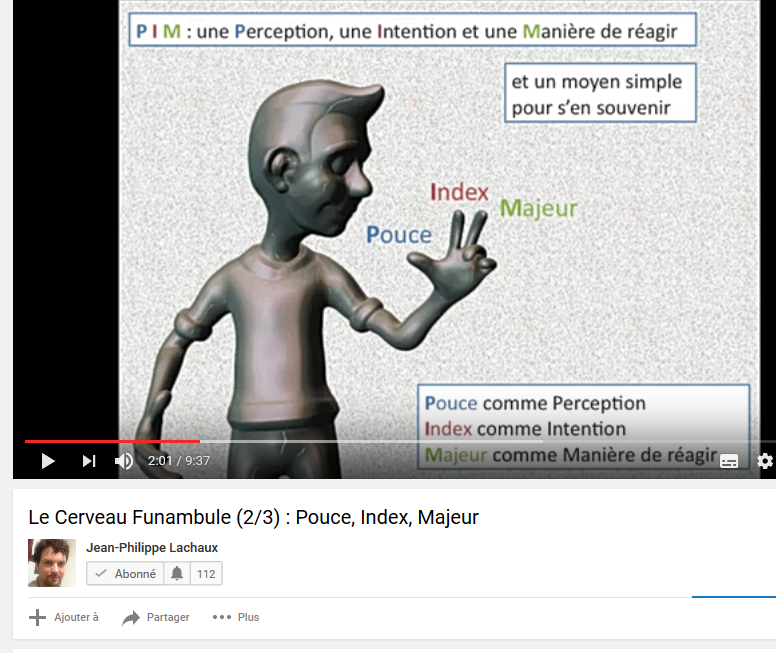 P I M : une Perception, une Intention et une Manière de réagir
et un moyen simple
pour s'en souvenir
Index
Majeur
Pouce
Pouce comme Perception
Index comme Intention
Majeur comme Manière de réagir
2:01 / 9:37
Le Cerveau Funambule (2/3) : Pouce, Index, Majeur
Jean-Philippe Lachaux
Abonné 112
Ajouter à Partager Plus